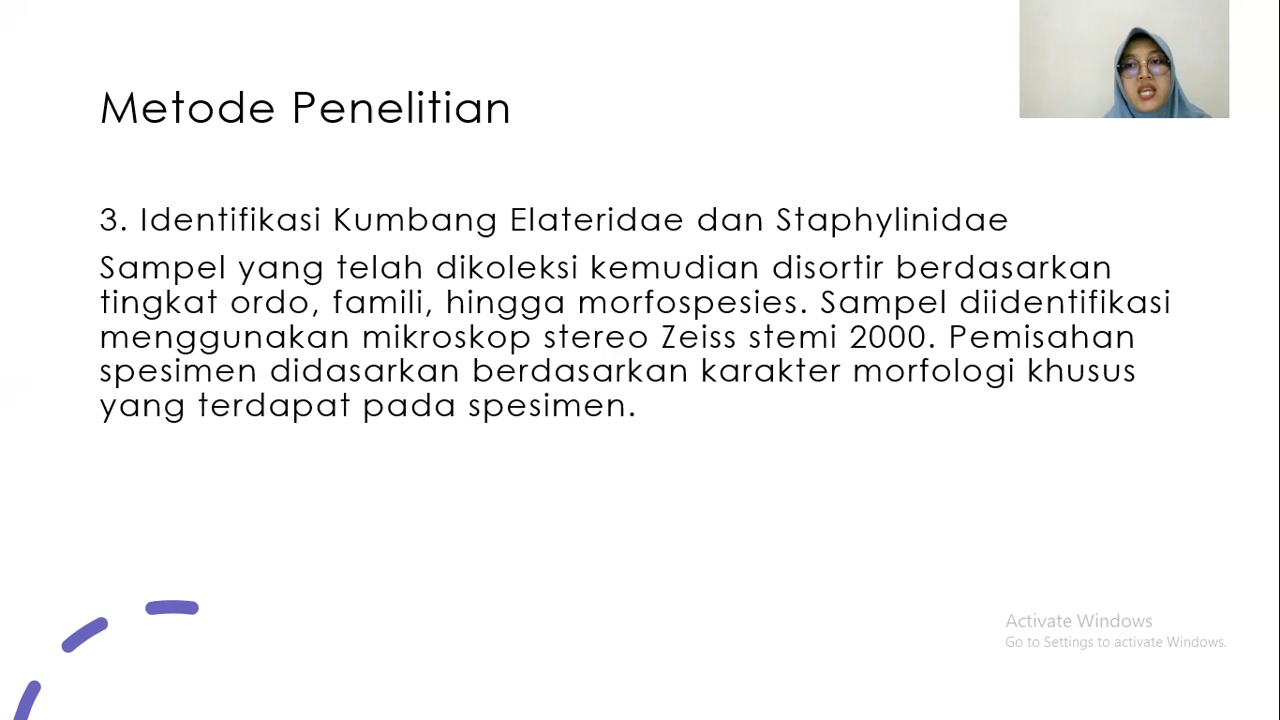 Metode Penelitian
3. Identifikasi Kumbang Elateridae dan Staphylinidae
Sampel yang telah dikoleksi kemudian disortir berdasarkan
tingkat ordo, famili, hingga morfospesies. Sampel diidentifikasi
menggunakan mikroskop stereo Zeiss stemi 2000. Pemisahan
spesimen didasarkan berdasarkan karakter morfologi khusus
yang terdapat pada spesimen.
Activate Windows
Go to Settings to activate Windows.